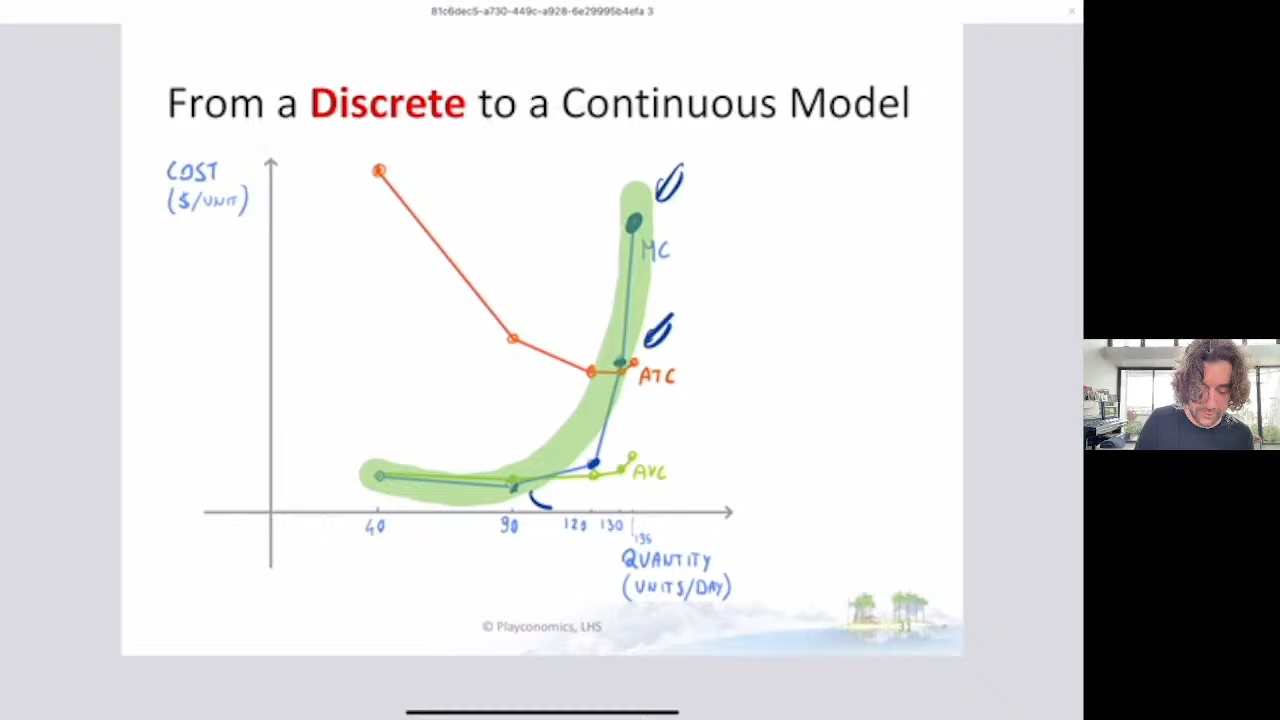 81c6dec5-a730-449c-a928-6e29995b4efa 3
From a Discrete to a Continuous Model
COST
($/UNIT)
MC
ATC
AVC
40 90 120 130 135
QUANTITY
(UNITS/DAY)
© Playconomics, LHS
31